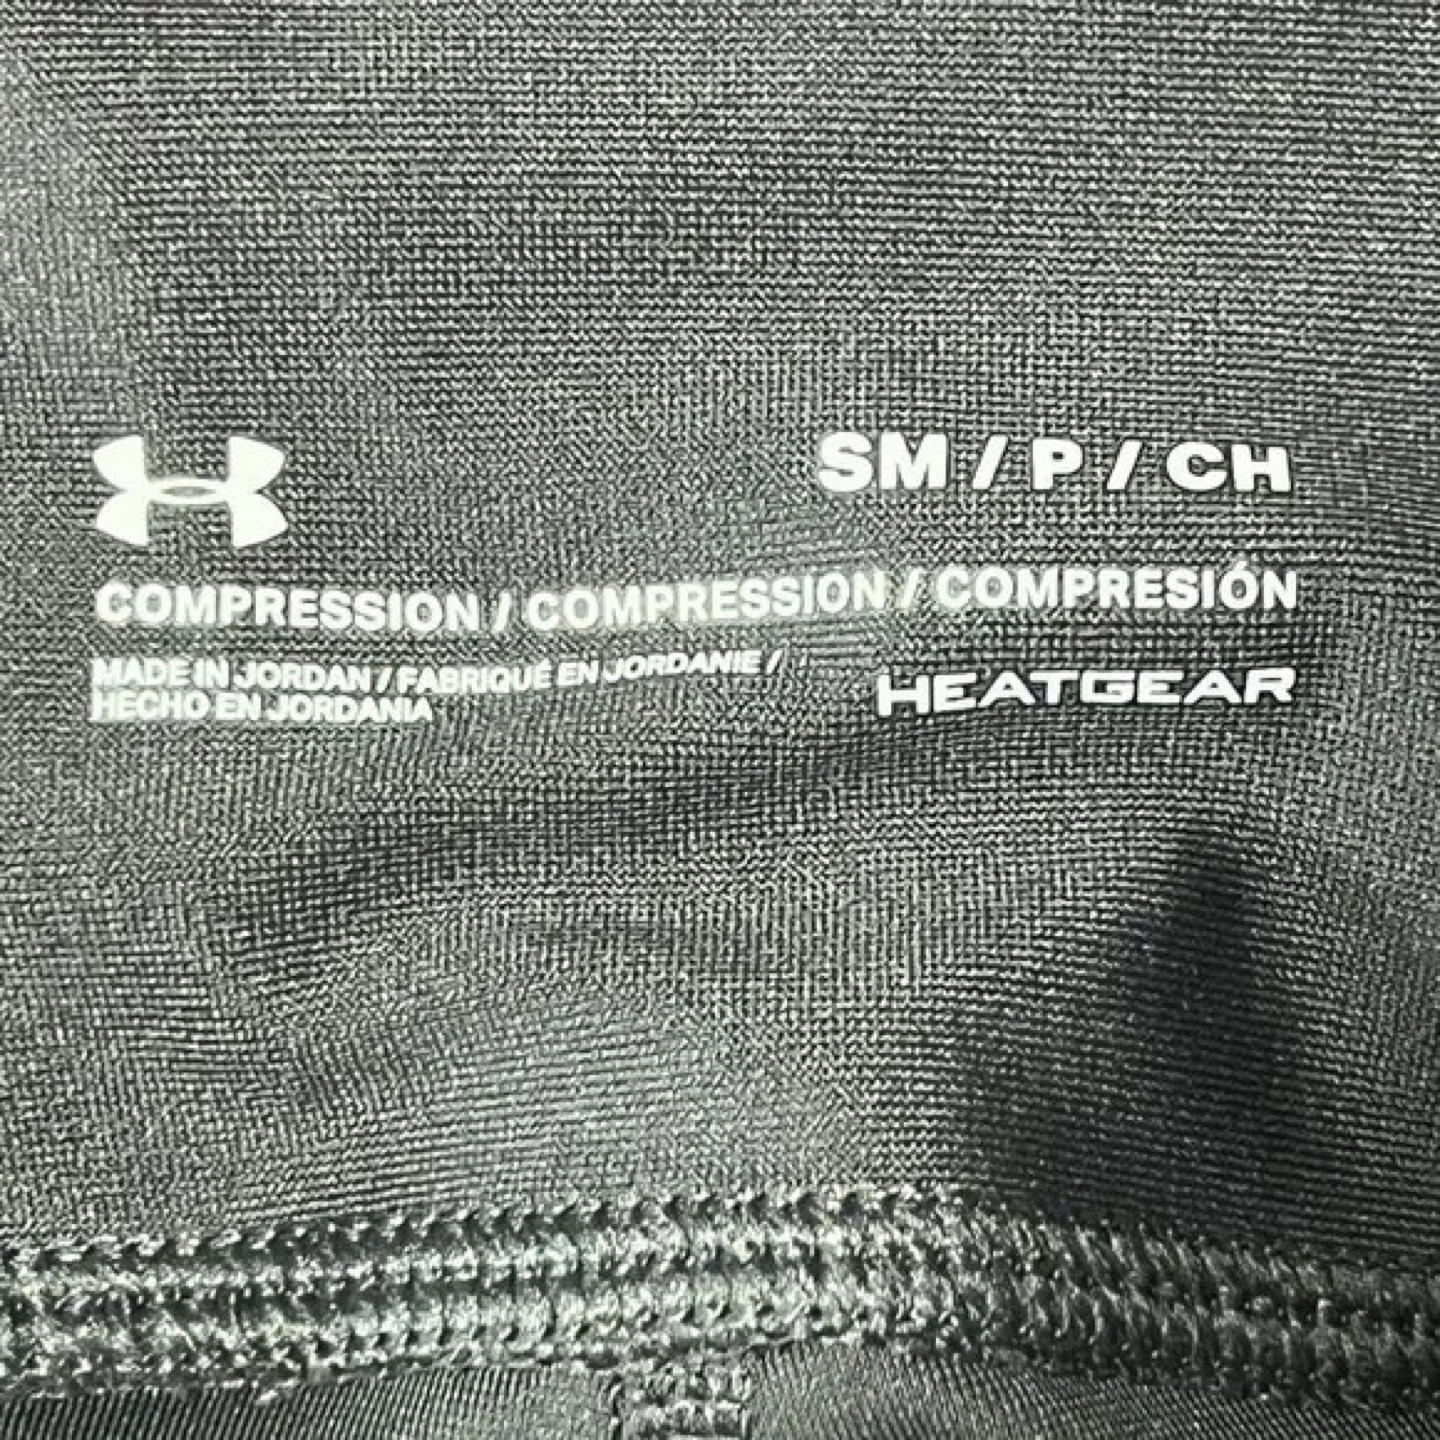 SM / P / CH
COMPRESSION / COMPRESSION / COMPRESIÓN
MADE IN JORDAN / FABRIQUÉ EN JORDANIE /
HECHO EN JORDANIA
HEATGEAR